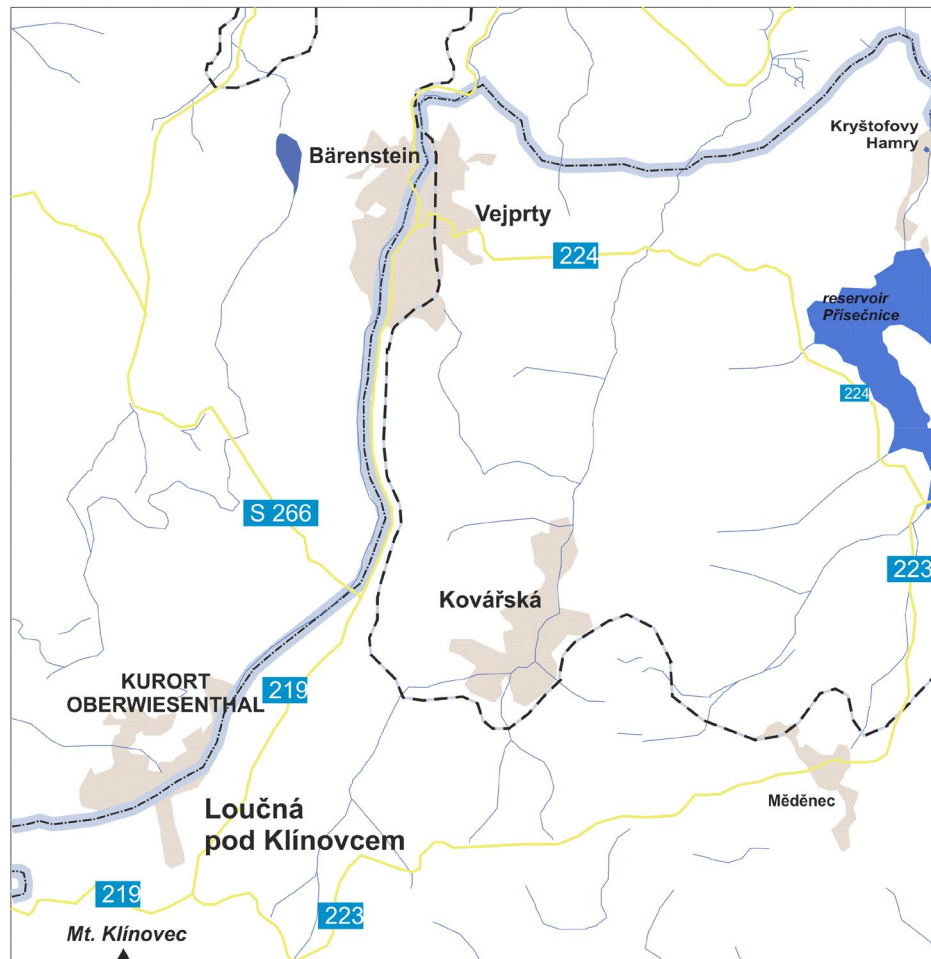 Kryštofovy
Hamry
Bärenstein
Vejprty
224
reservoir
Přísečnice
224
S 266
223
Kovářská
KURORT
OBERWIESENTHAL
219
Loučná
pod Klínovcem
Měděnec
219
223
Mt. Klínovec